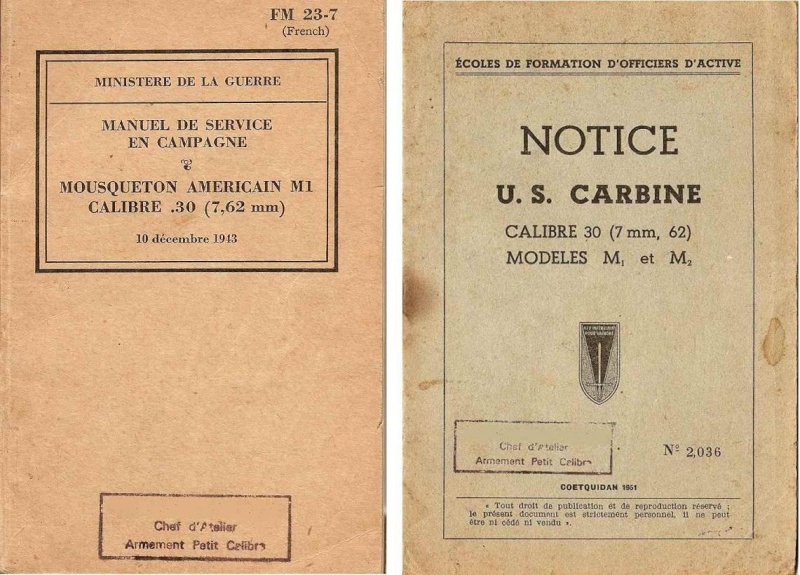 FM 23-7
(French)
MINISTERE DE LA GUERRE
MANUEL DE SERVICE
EN CAMPAGNE
MOUSQUETON AMERICAIN M1
CALIBRE .30 (7,62 mm)
10 décembre 1943
Chef d'Atelier
Armement Petit Calibre
ÉCOLES DE FORMATION D'OFFICIERS D'ACTIVE
NOTICE
U. S. CARBINE
CALIBRE 30 (7 mm, 62)
MODELES M₁ et M₂
Chef d'Atelier
Armement Petit Calibre
Nº 2,036
COETQUIDAN 1951
« Tout droit de publication et de reproduction réservé ;
le présent document est strictement personnel, il ne peut
être ni cédé ni vendu ».